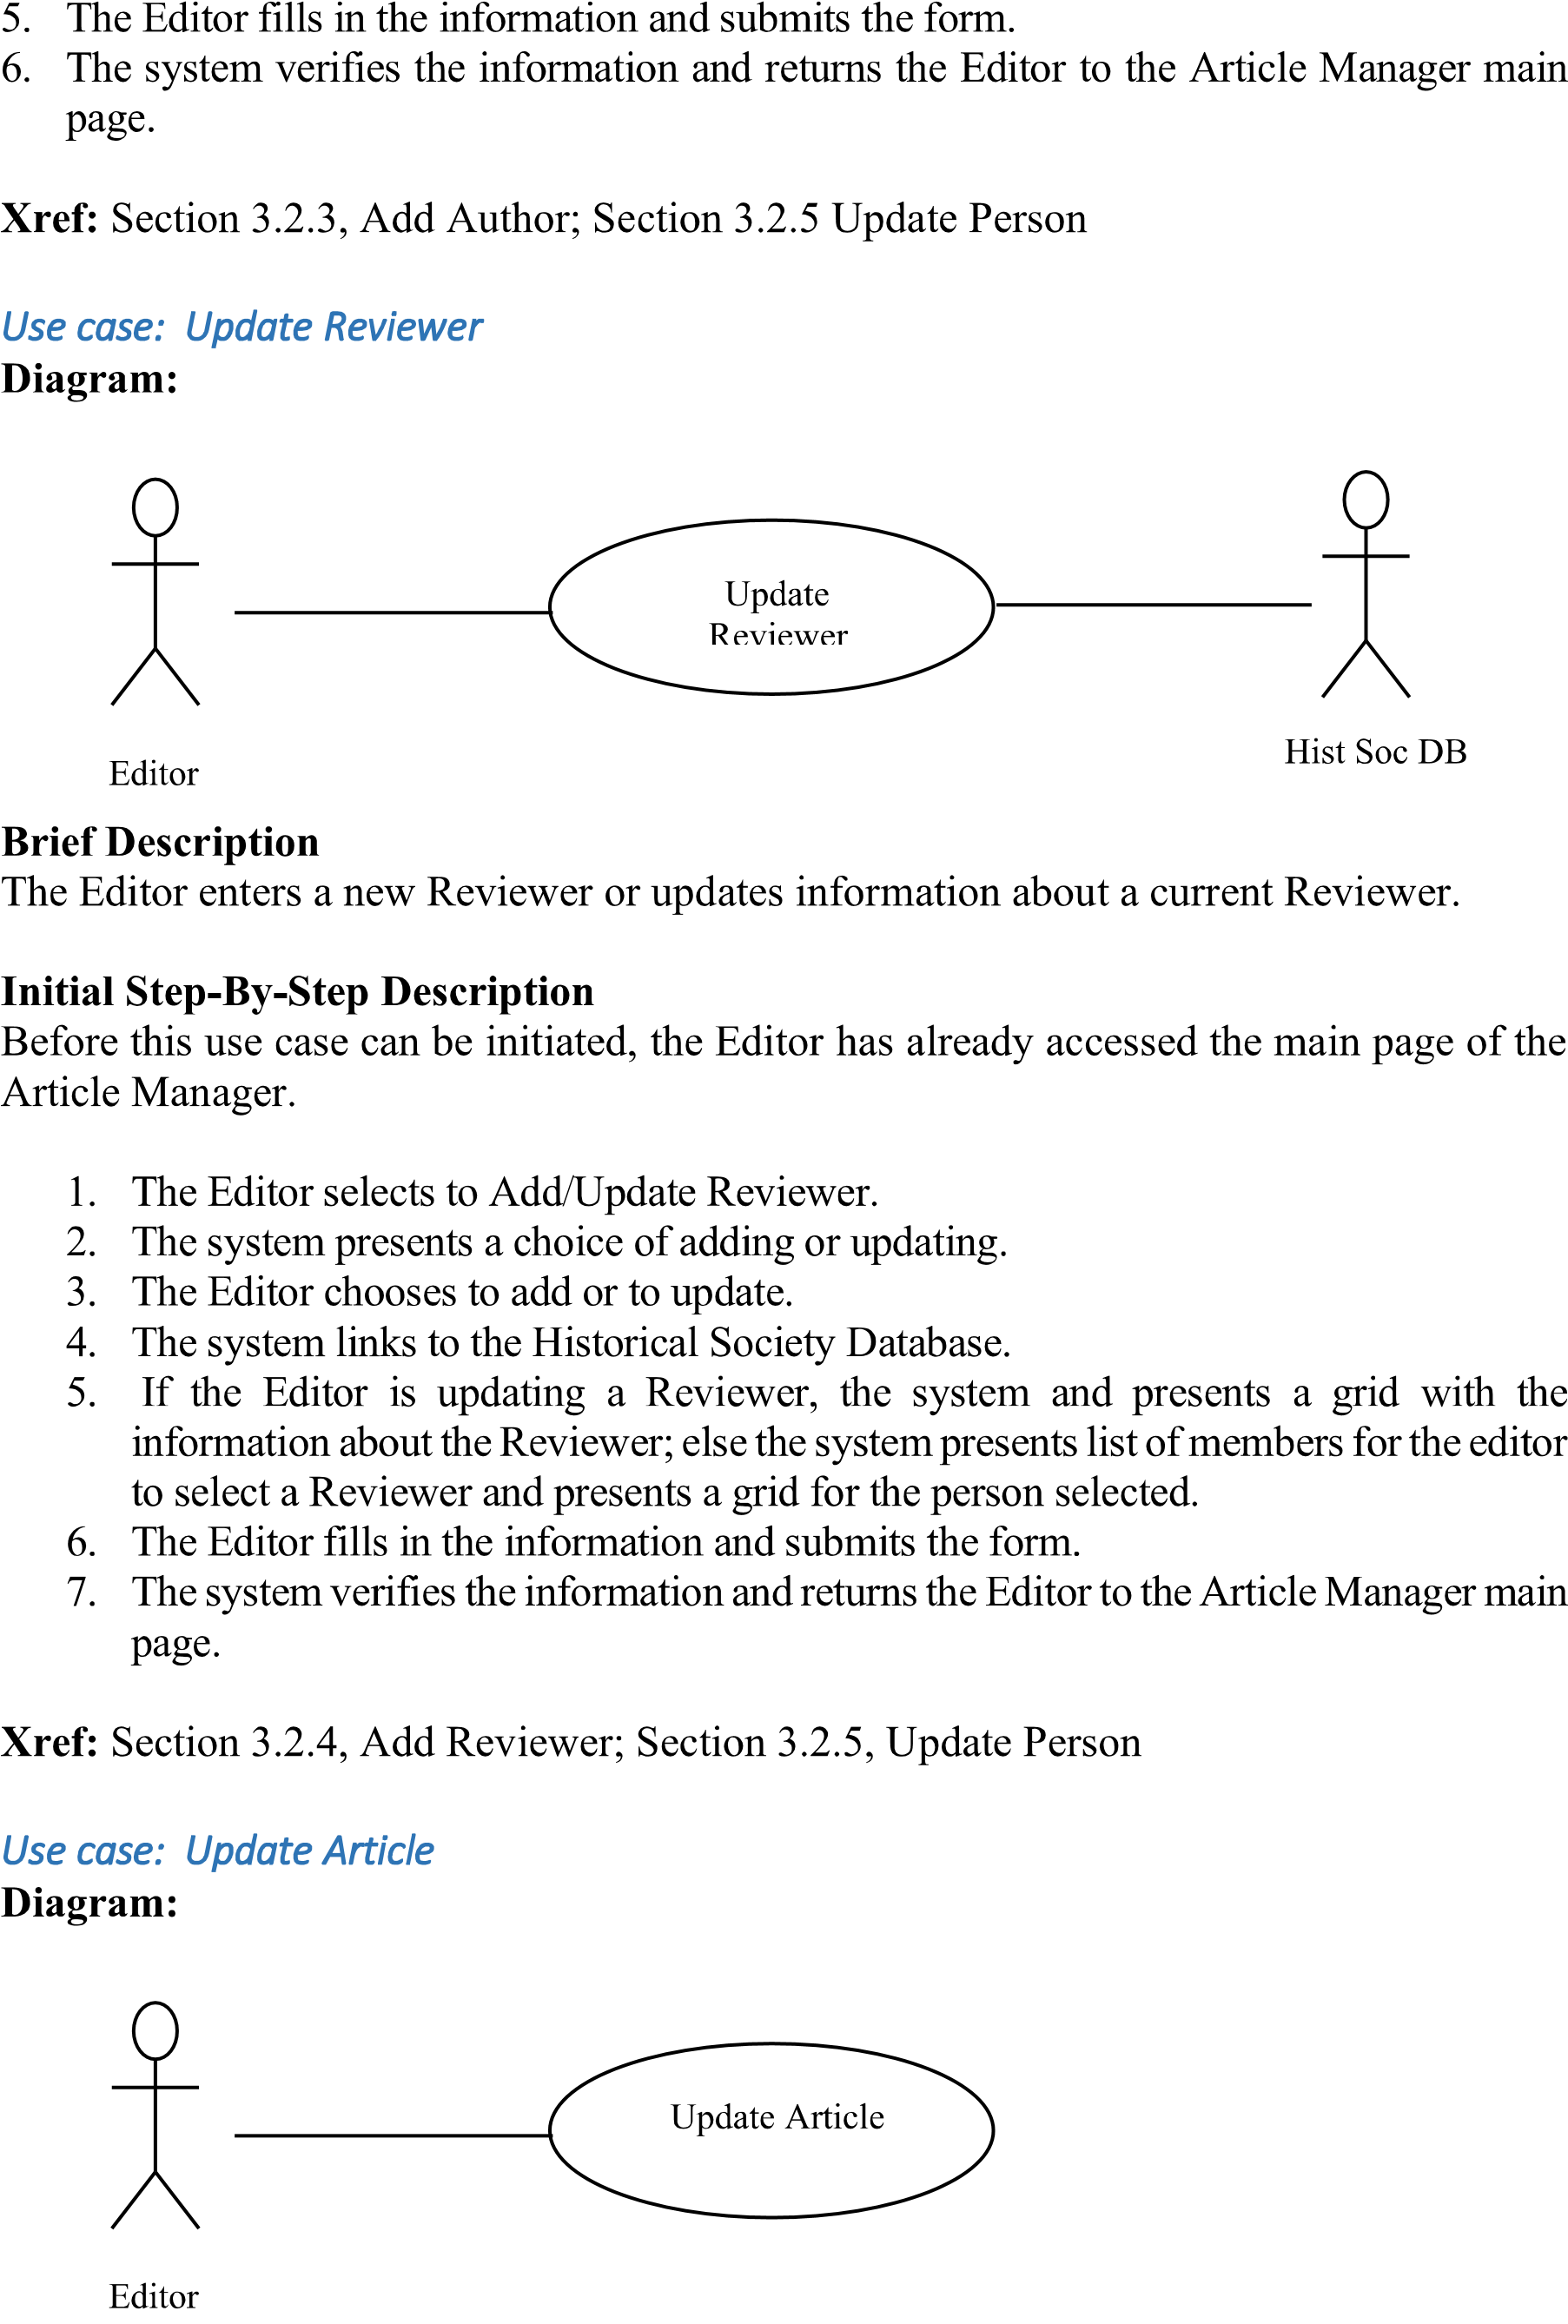 5. The Editor fills in the information and submits the form.
6. The system verifies the information and returns the Editor to the Article Manager main
page.
Xref: Section 3.2.3, Add Author; Section 3.2.5 Update Person
Use case: Update Reviewer
Diagram:
Update
Reviewer
Hist Soc DB
Editor
Brief Description
The Editor enters a new Reviewer or updates information about a current Reviewer.
Initial Step-By-Step Description
Before this use case can be initiated, the Editor has already accessed the main page of the
Article Manager.
1. The Editor selects to Add/Update Reviewer.
2. The system presents a choice of adding or updating.
3. The Editor chooses to add or to update.
4. The system links to the Historical Society Database.
5. If the Editor is updating a Reviewer, the system and presents a grid with the
information about the Reviewer; else the system presents list of members for the editor
to select a Reviewer and presents a grid for the person selected.
6. The Editor fills in the information and submits the form.
7. The system verifies the information and returns the Editor to the Article Manager main
page.
Xref: Section 3.2.4, Add Reviewer; Section 3.2.5, Update Person
Use case: Update Article
Diagram:
Update Article
Editor